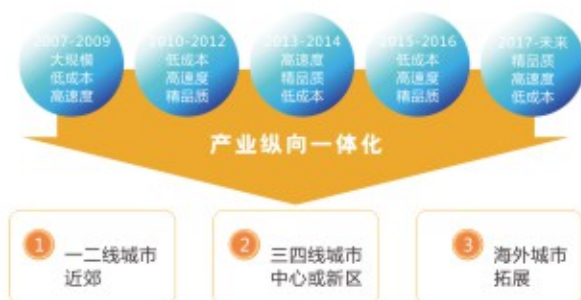 2007-2009
大规模
低成本
高速度
2010-2012
低成本
高速度
精品质
2013-2014
高速度
精品质
低成本
2015-2016
低成本
高速度
精品质
2017-未来
精品质
高速度
低成本
产业纵向一体化
1
一二线城市
近郊
2
三四线城市
中心或新区
3
海外城市
拓展